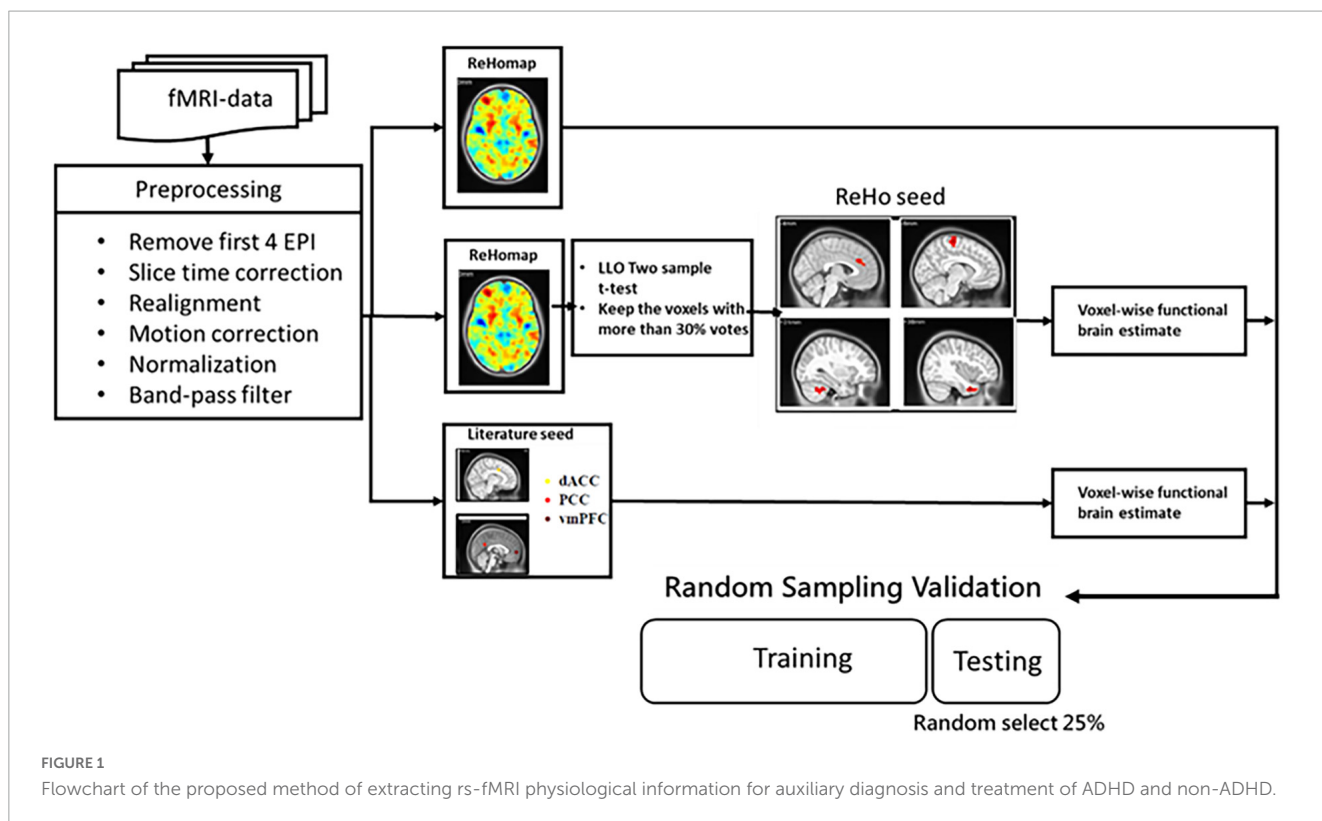 fMRI-data
Preprocessing
• Remove first 4 EPI
• Slice time correction
• Realignment
• Motion correction
• Normalization
• Band-pass filter
ReHomap
ReHomap
• LLO Two sample
t-test
• Keep the voxels with
more than 30% votes
ReHo seed
Voxel-wise functional
brain estimate
Literature seed
• dACC
• PCC
• vmPFC
Voxel-wise functional
brain estimate
Random Sampling Validation
Training
Testing
Random select 25%
FIGURE 1
Flowchart of the proposed method of extracting rs-fMRI physiological information for auxiliary diagnosis and treatment of ADHD and non-ADHD.